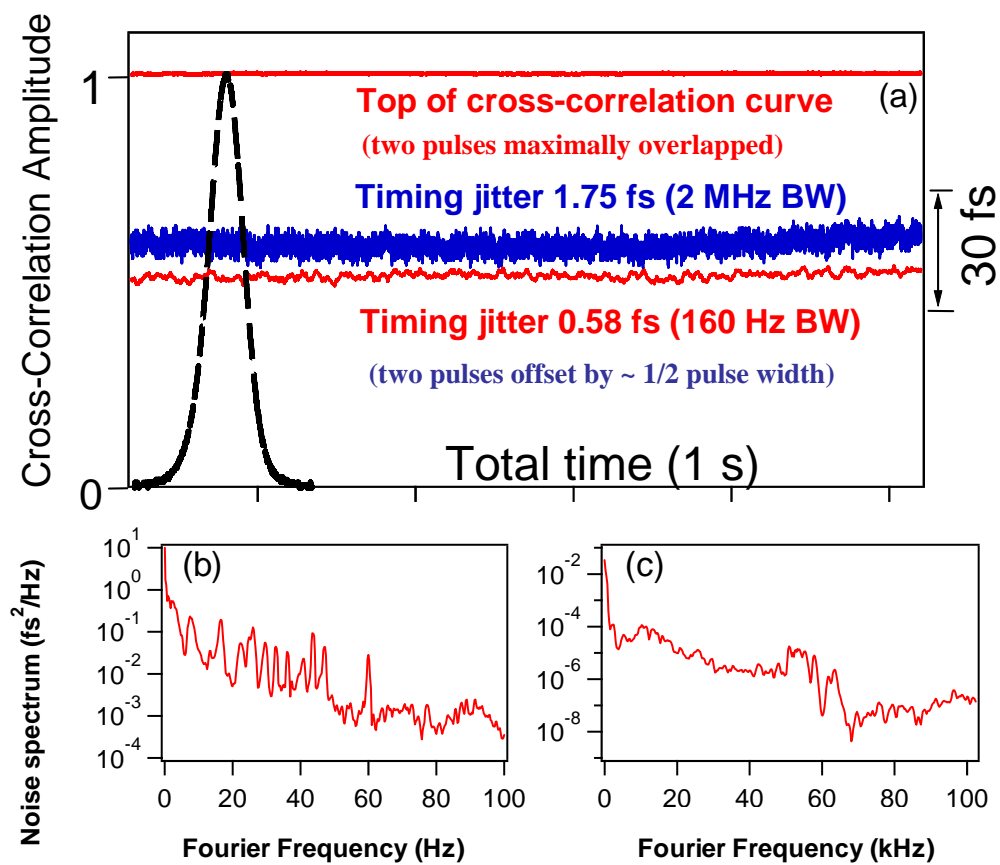 Cross-Correlation Amplitude
1
0
Top of cross-correlation curve
(a)
(two pulses maximally overlapped)
Timing jitter 1.75 fs (2 MHz BW)
30 fs
Timing jitter 0.58 fs (160 Hz BW)
(two pulses offset by ~ 1/2 pulse width)
Total time (1 s)
Noise spectrum (fs²/Hz)
(b)
10¹
10⁰
10⁻¹
10⁻²
10⁻³
10⁻⁴
0 20 40 60 80 100
Fourier Frequency (Hz)
(c)
10⁻²
10⁻⁴
10⁻⁶
10⁻⁸
0 20 40 60 80 100
Fourier Frequency (kHz)